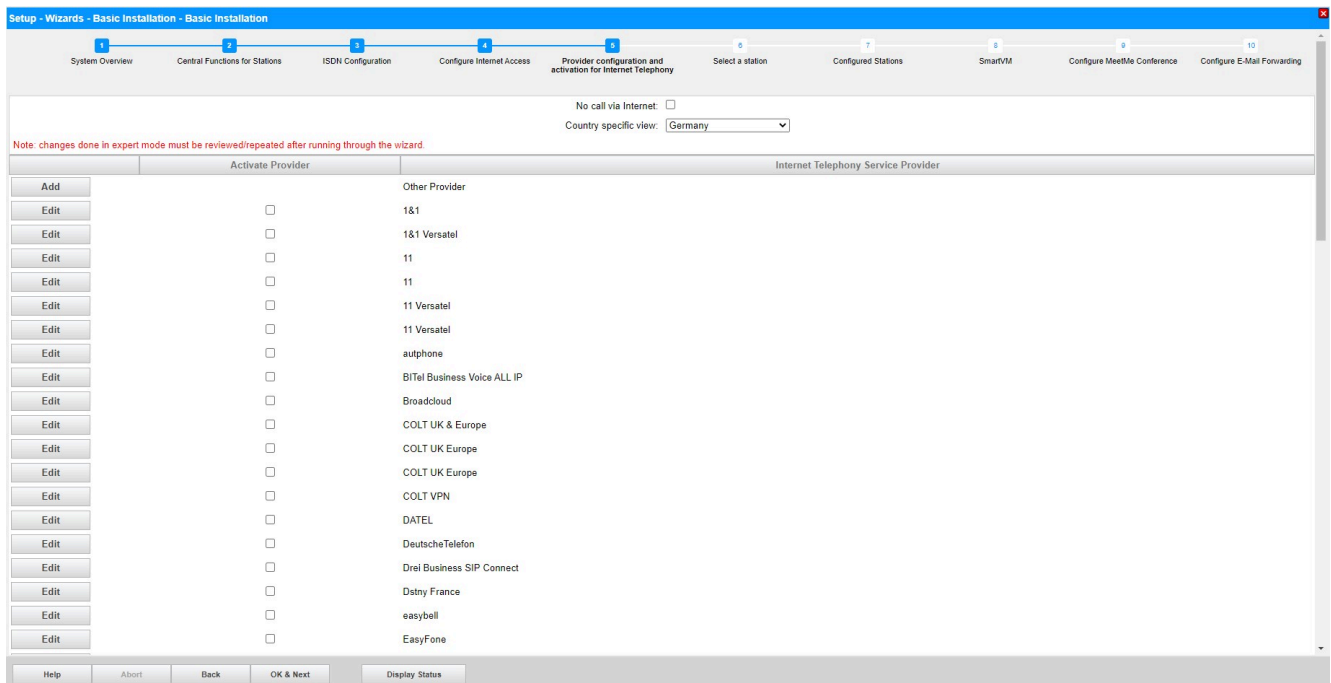 Setup - Wizards - Basic Installation - Basic Installation
1 2 3 4 5 6 7 8 9 10
System Overview Central Functions for Stations ISDN Configuration Configure Internet Access Provider configuration and activation for Internet Telephony Select a station Configured Stations SmartVM Configure MeetMe Conference Configure E-Mail Forwarding
No call via Internet:
Country specific view: Germany
Note: changes done in expert mode must be reviewed/repeated after running through the wizard.
Activate Provider Internet Telephony Service Provider
Add Other Provider
Edit 1&1
Edit 1&1 Versatel
Edit 11
Edit 11
Edit 11 Versatel
Edit 11 Versatel
Edit autphone
Edit BITel Business Voice ALL IP
Edit Broadcloud
Edit COLT UK & Europe
Edit COLT UK Europe
Edit COLT UK Europe
Edit COLT VPN
Edit DATEL
Edit DeutscheTelefon
Edit Drei Business SIP Connect
Edit Dstny France
Edit easybell
Edit EasyFone
Help Abort Back OK & Next Display Status